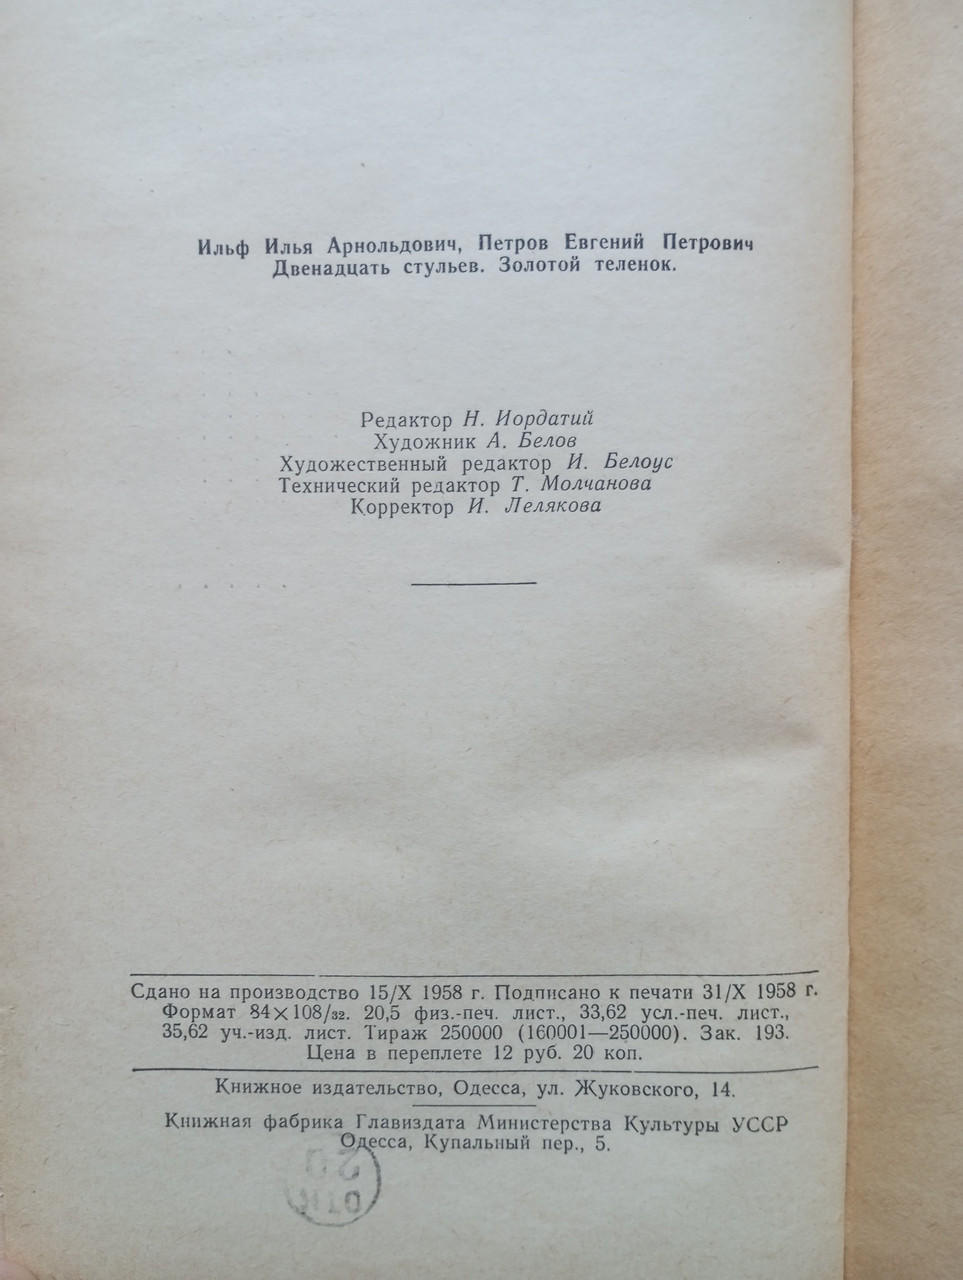 Ильф Илья Арнольдович, Петров Евгений Петрович
Двенадцать стульев. Золотой теленок.
Редактор Н. Иордатий
Художник А. Белов
Художественный редактор И. Белоус
Технический редактор Т. Молчанова
Корректор И. Лелякова
Сдано на производство 15/X 1958 г. Подписано к печати 31/X 1958 г.
Формат 84×108/32. 20,5 физ.-печ. лист., 33,62 усл.-печ. лист.,
35,62 уч.-изд. лист. Тираж 250000 (160001—250000). Зак. 193.
Цена в переплете 12 руб. 20 коп.
Книжное издательство, Одесса, ул. Жуковского, 14.
Книжная фабрика Главиздата Министерства Культуры УССР
Одесса, Купальный пер., 5.
ОТК